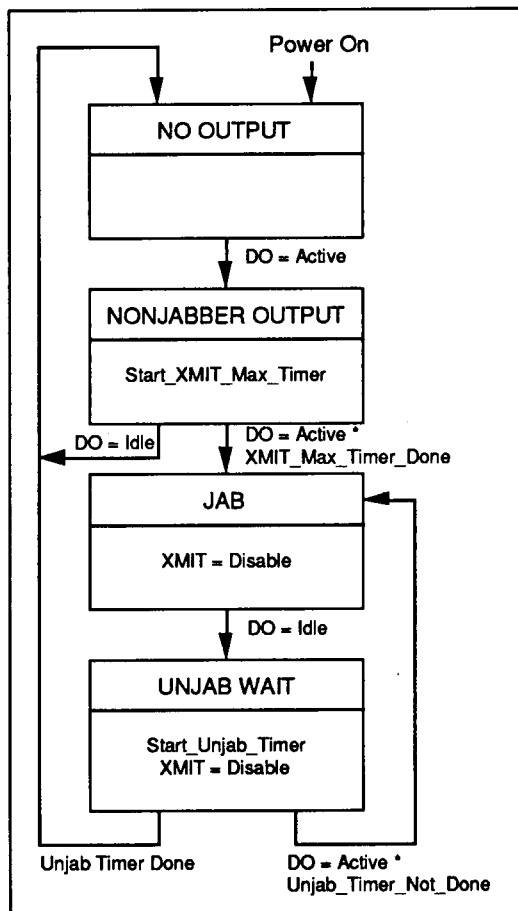 Power On
NO OUTPUT
DO = Active
NONJABBER OUTPUT
Start_XMIT_Max_Timer
DO = Idle
DO = Active *
XMIT_Max_Timer_Done
JAB
XMIT = Disable
DO = Idle
UNJAB WAIT
Start_Unjab_Timer
XMIT = Disable
Unjab Timer Done
DO = Active *
Unjab_Timer_Not_Done